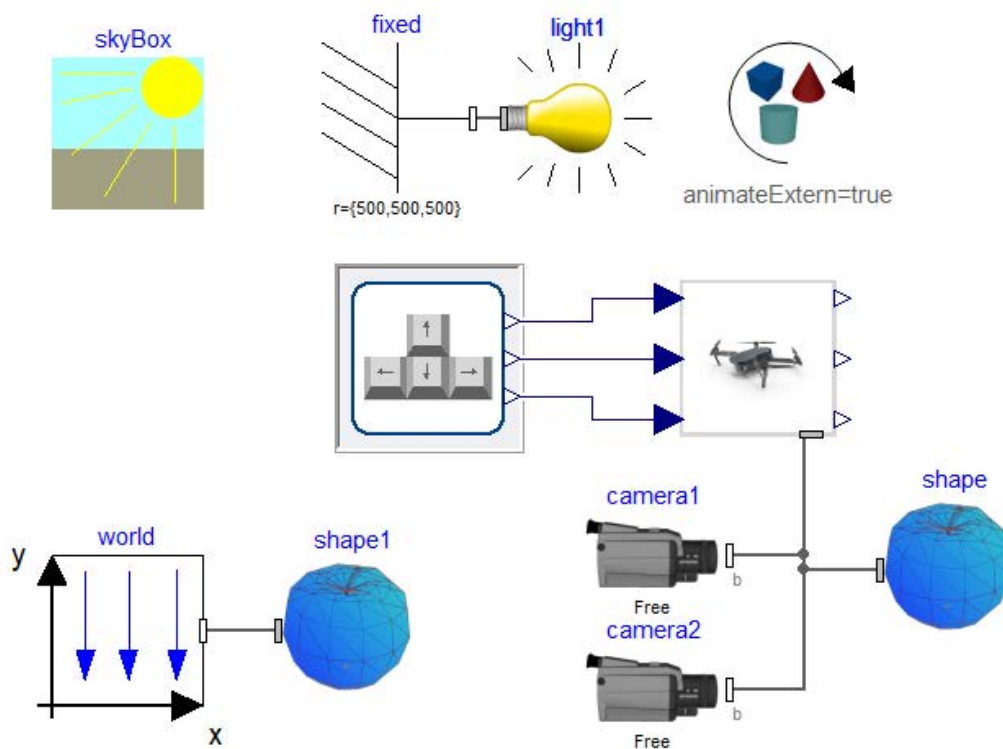 skyBox
fixed
light1
r={500,500,500}
animateExtern=true
camera1
shape
b
Free
world
shape1
y
x
camera2
b
Free